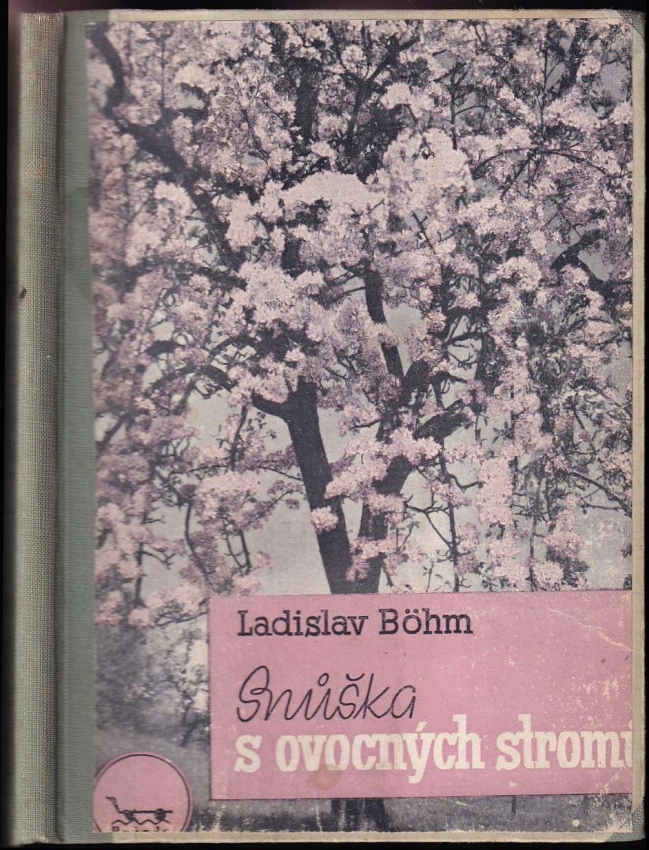 Ladislav Böhm
Snůška
s ovocných stromů